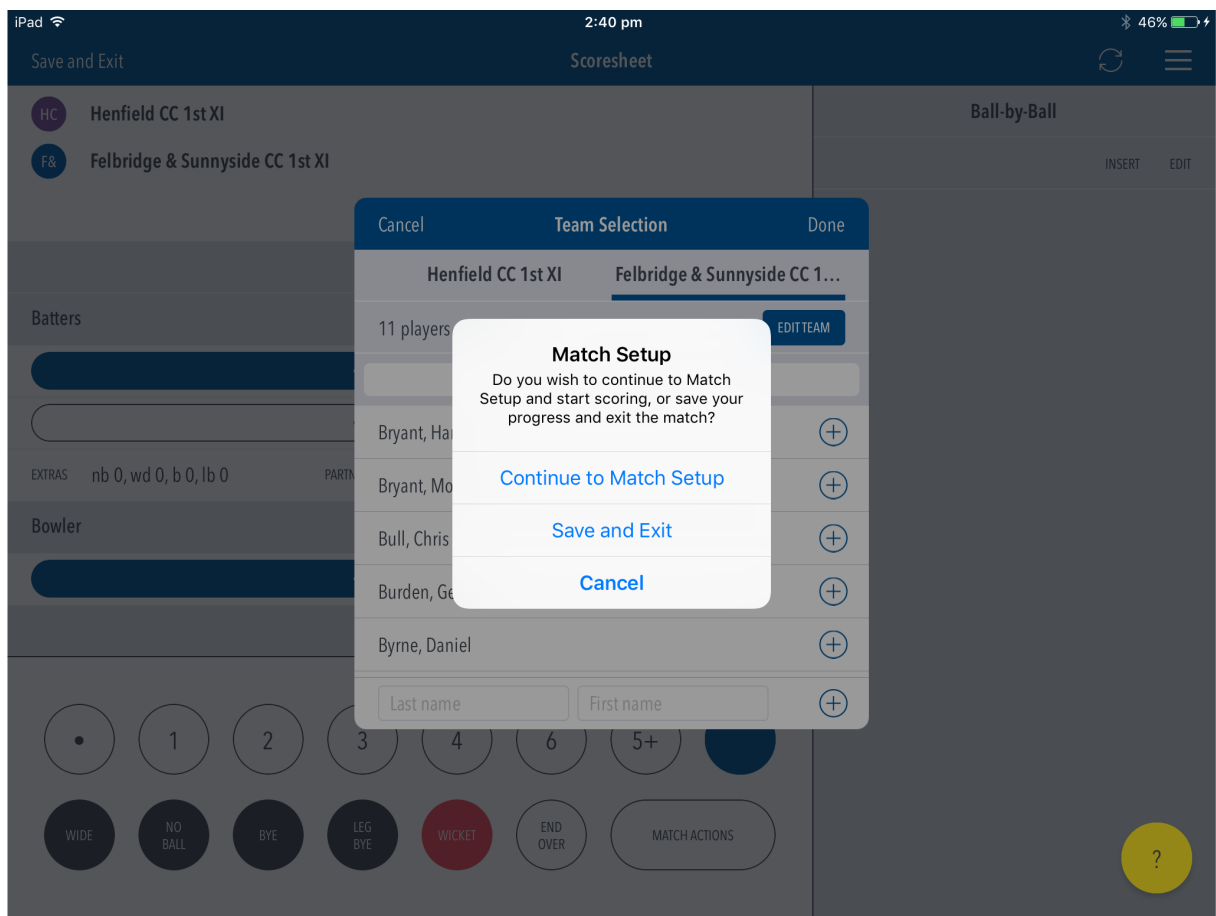 iPad
2:40 pm
46%
Save and Exit
Scoresheet
HC
Henfield CC 1st XI
F&
Felbridge & Sunnyside CC 1st XI
Ball-by-Ball
INSERT EDIT
Cancel
Team Selection
Done
Henfield CC 1st XI
Felbridge & Sunnyside CC 1...
11 players
EDIT TEAM
Match Setup
Do you wish to continue to Match
Setup and start scoring, or save your
progress and exit the match?
Continue to Match Setup
Save and Exit
Cancel
Bryant,
Bryant,
Bull, Chris
Burden,
Byrne, Daniel
Last name
First name
Batters
EXTRAS nb 0, wd 0, b 0, lb 0
Bowler
•
1
2
3
4
6
5+
WIDE
NO
BALL
BYE
LEG
BYE
WICKET
END
OVER
MATCH ACTIONS
?